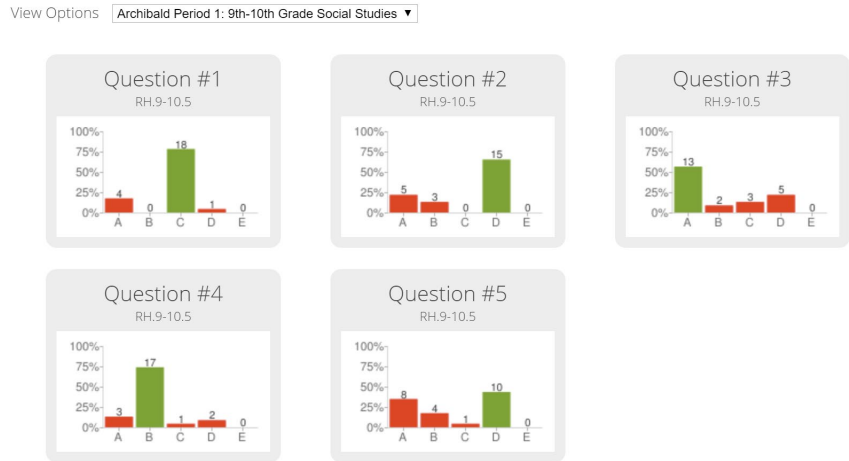 View Options Archibald Period 1: 9th-10th Grade Social Studies ▼
Question #1
RH.9-10.5
100%
75%
50%
25%
0%
4 0 18 1 0
A B C D E
Question #2
RH.9-10.5
100%
75%
50%
25%
0%
5 3 0 15 0
A B C D E
Question #3
RH.9-10.5
100%
75%
50%
25%
0%
13 2 3 5 0
A B C D E
Question #4
RH.9-10.5
100%
75%
50%
25%
0%
3 17 1 2 0
A B C D E
Question #5
RH.9-10.5
100%
75%
50%
25%
0%
8 4 1 10 0
A B C D E